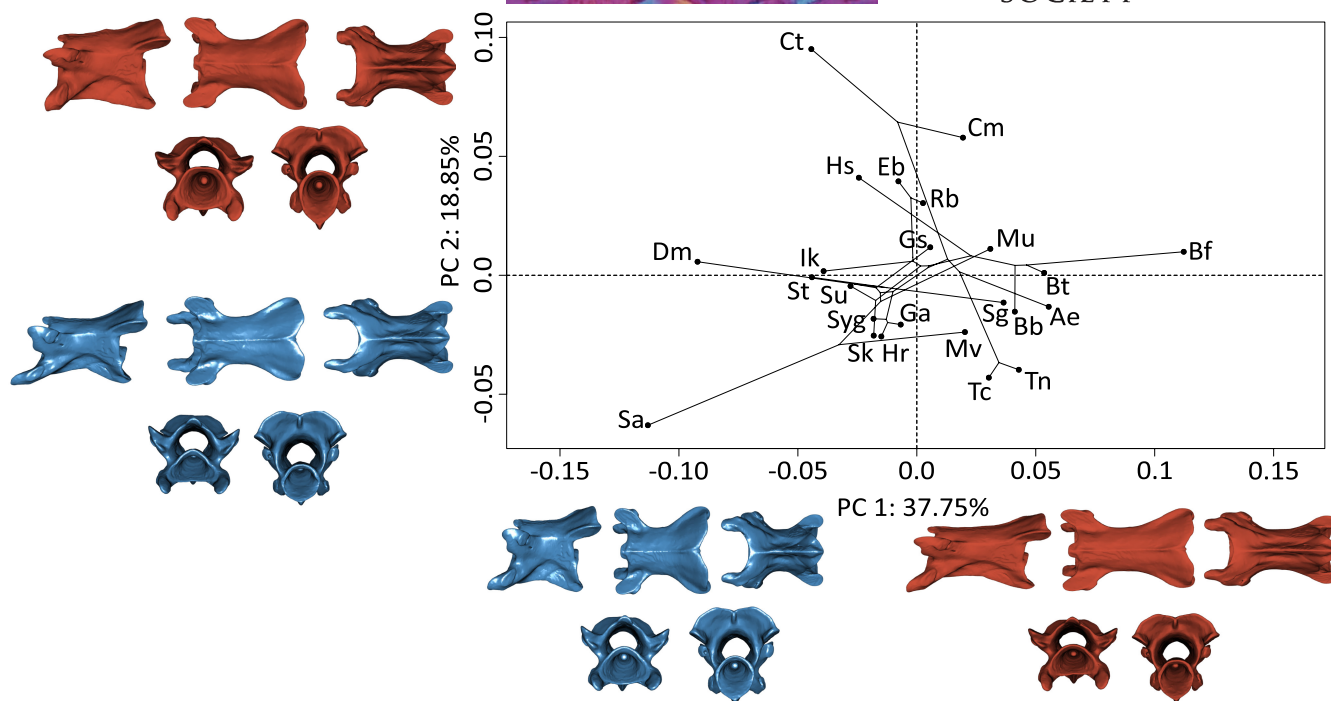 SOCIETY
0.10
0.05
0.0
-0.05
PC 2: 18.85%
Ct
Cm
Hs
Eb
Rb
Gs
Mu
Bf
Dm
Ik
Bt
St
Su
Sg
Bb
Ae
Syg
Ga
Sk
Hr
Mv
Tc
Tn
Sa
-0.15
-0.10
-0.05
0.0
0.05
0.1
0.15
PC 1: 37.75%